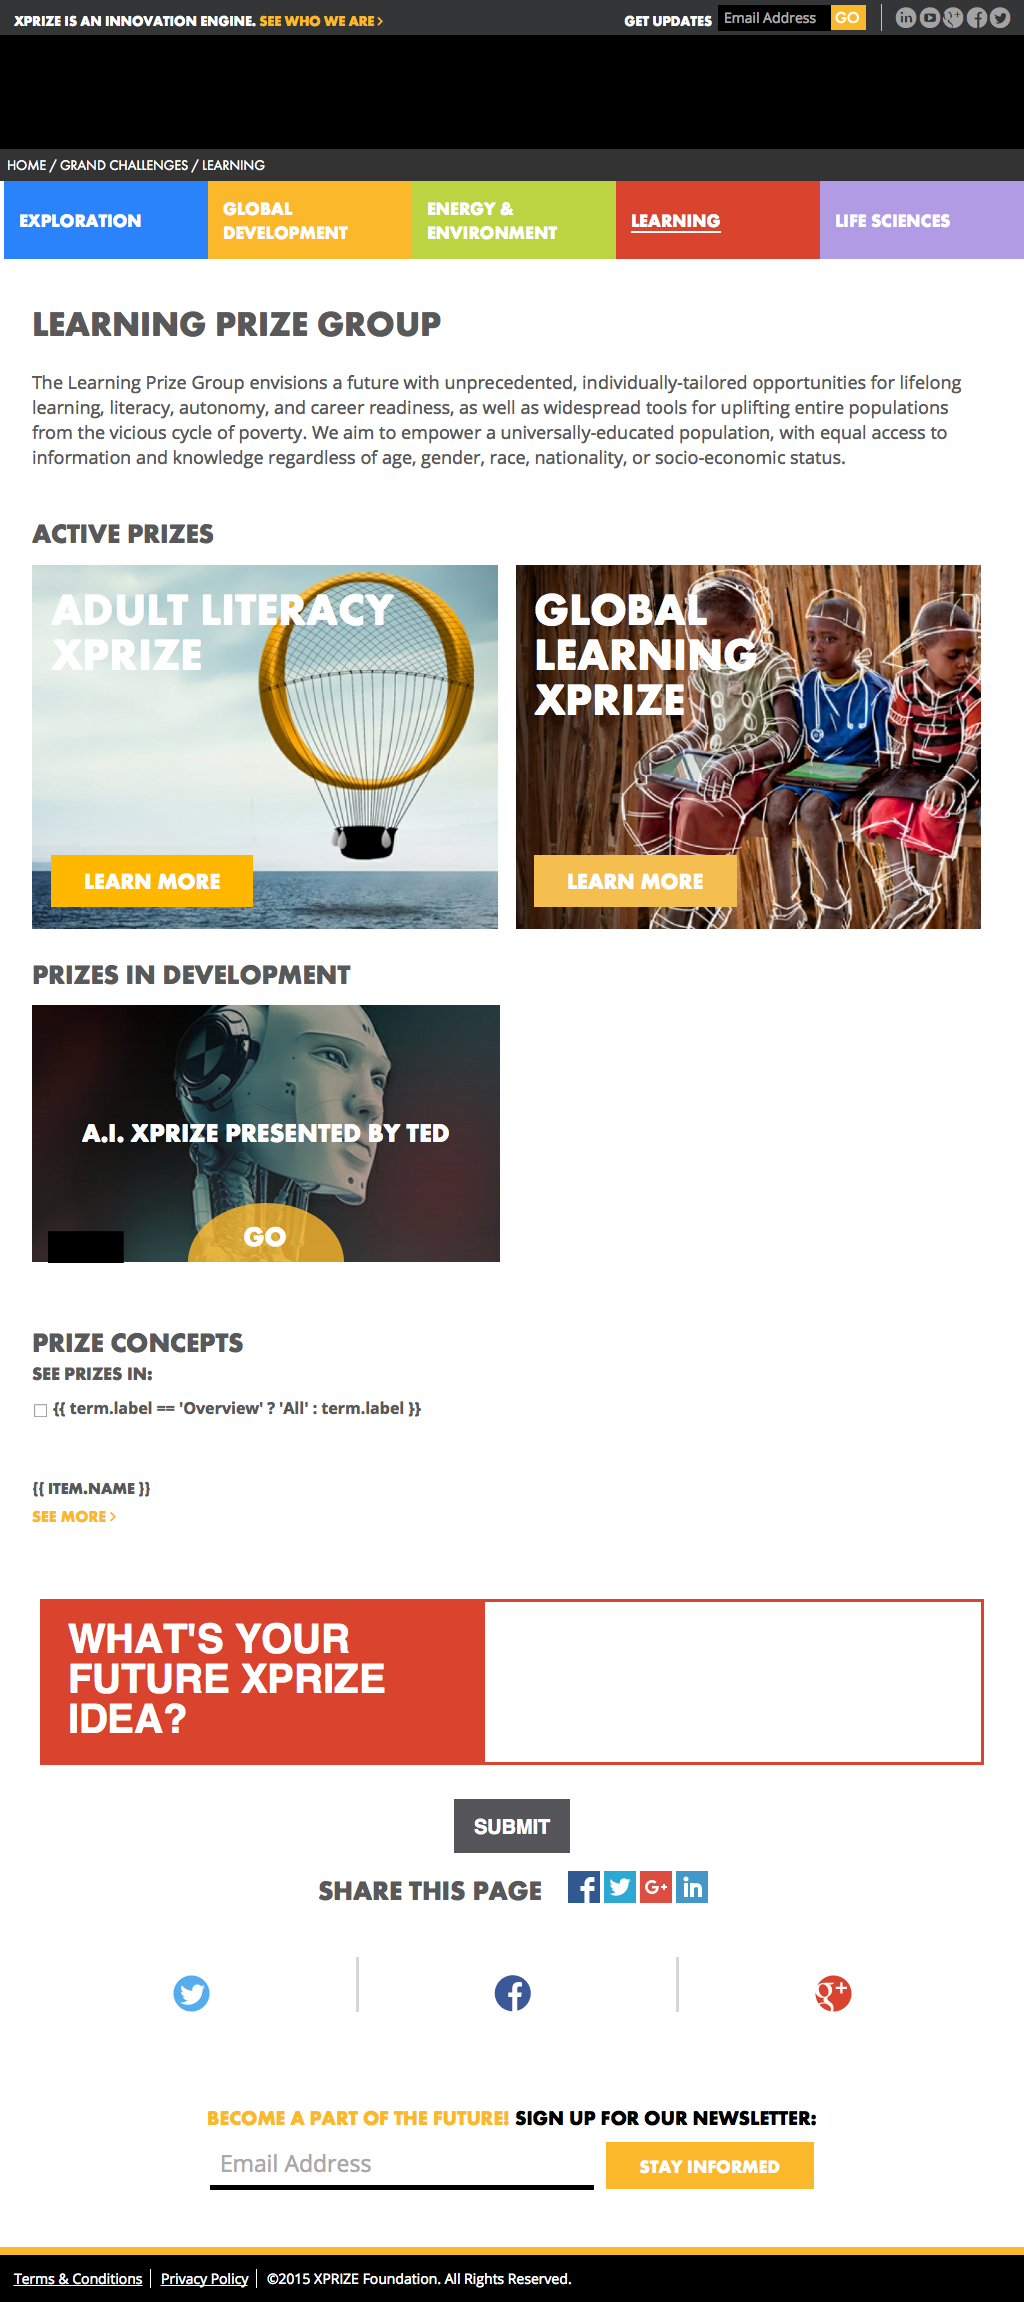 XPRIZE IS AN INNOVATION ENGINE. SEE WHO WE ARE >
GET UPDATES Email Address GO
HOME / GRAND CHALLENGES / LEARNING
EXPLORATION
GLOBAL
DEVELOPMENT
ENERGY &
ENVIRONMENT
LEARNING
LIFE SCIENCES
LEARNING PRIZE GROUP
The Learning Prize Group envisions a future with unprecedented, individually-tailored opportunities for lifelong
learning, literacy, autonomy, and career readiness, as well as widespread tools for uplifting entire populations
from the vicious cycle of poverty. We aim to empower a universally-educated population, with equal access to
information and knowledge regardless of age, gender, race, nationality, or socio-economic status.
ACTIVE PRIZES
ADULT LITERACY
XPRIZE
LEARN MORE
GLOBAL
LEARNING
XPRIZE
LEARN MORE
PRIZES IN DEVELOPMENT
A.I. XPRIZE PRESENTED BY TED
GO
PRIZE CONCEPTS
SEE PRIZES IN:
{{ term.label == 'Overview' ? 'All' : term.label }}
{{ ITEM.NAME }}
SEE MORE >
WHAT'S YOUR
FUTURE XPRIZE
IDEA?
SUBMIT
SHARE THIS PAGE
BECOME A PART OF THE FUTURE! SIGN UP FOR OUR NEWSLETTER:
Email Address
STAY INFORMED
Terms & Conditions | Privacy Policy | ©2015 XPRIZE Foundation. All Rights Reserved.